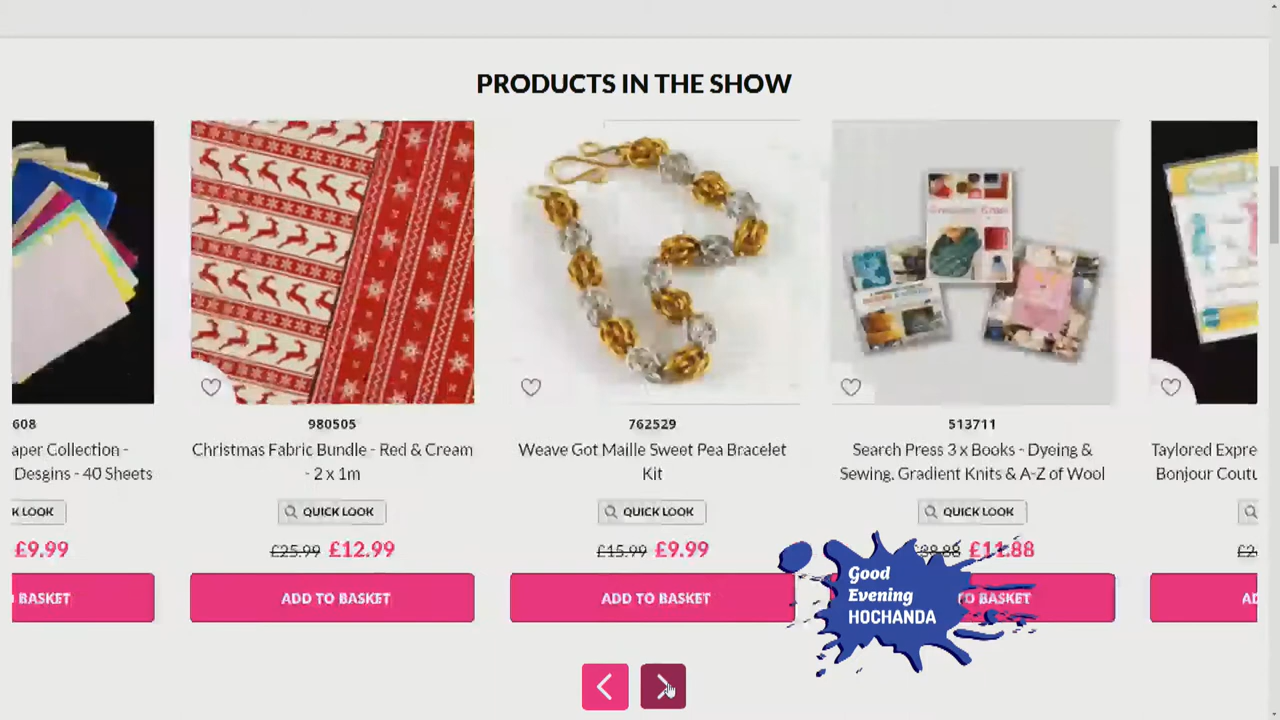 PRODUCTS IN THE SHOW
608
aper Collection -
Desgins - 40 Sheets
K LOOK
£9.99
BASKET
980505
Christmas Fabric Bundle - Red & Cream
- 2 x 1m
QUICK LOOK
£25.99 £12.99
ADD TO BASKET
762529
Weave Got Maille Sweet Pea Bracelet
Kit
QUICK LOOK
£15.99 £9.99
ADD TO BASKET
513711
Search Press 3 x Books - Dyeing &
Sewing, Gradient Knits & A-Z of Wool
QUICK LOOK
£11.88
TO BASKET
Taylored Expre
Bonjour Coutu
£2
AD
Good
Evening
HOCHANDA